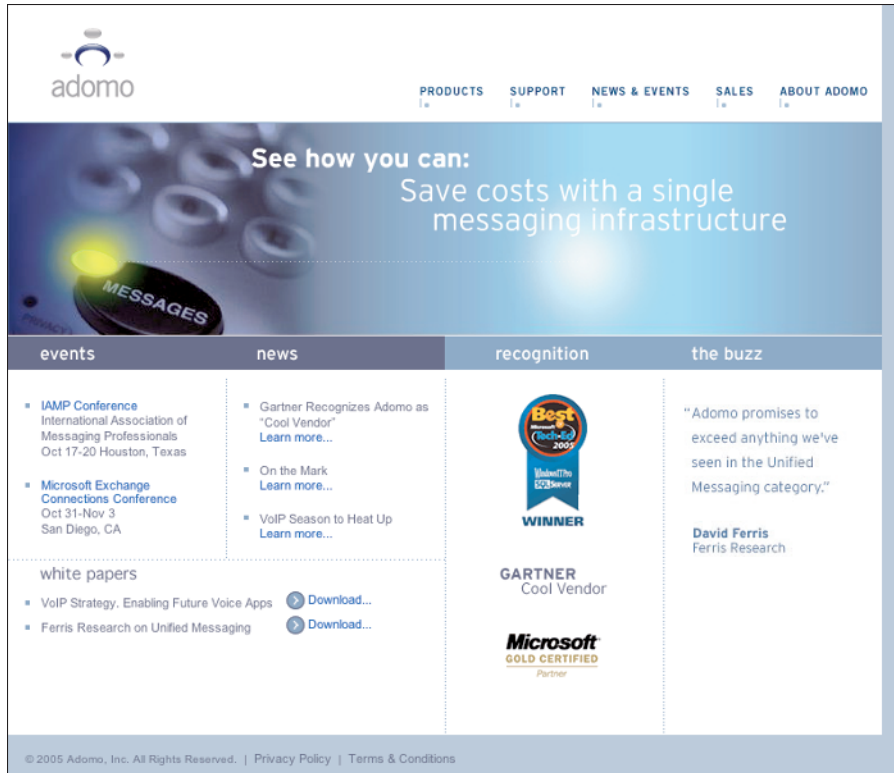 adomo
PRODUCTS
SUPPORT
NEWS & EVENTS
SALES
ABOUT ADOMO
See how you can:
Save costs with a single
messaging infrastructure
MESSAGES
PRIVACY
events
news
recognition
the buzz
IAMP Conference
International Association of
Messaging Professionals
Oct 17-20 Houston, Texas
Microsoft Exchange
Connections Conference
Oct 31-Nov 3
San Diego, CA
Gartner Recognizes Adomo as
“Cool Vendor”
Learn more...
On the Mark
Learn more...
VoIP Season to Heat Up
Learn more...
white papers
VoIP Strategy. Enabling Future Voice Apps
Download...
Ferris Research on Unified Messaging
Download...
Best
Microsoft
Tech·Ed
2005
WindowsITPro
SQLServer
WINNER
GARTNER
Cool Vendor
Microsoft
GOLD CERTIFIED
Partner
“Adomo promises to
exceed anything we've
seen in the Unified
Messaging category.”
David Ferris
Ferris Research
© 2005 Adomo, Inc. All Rights Reserved. | Privacy Policy | Terms & Conditions